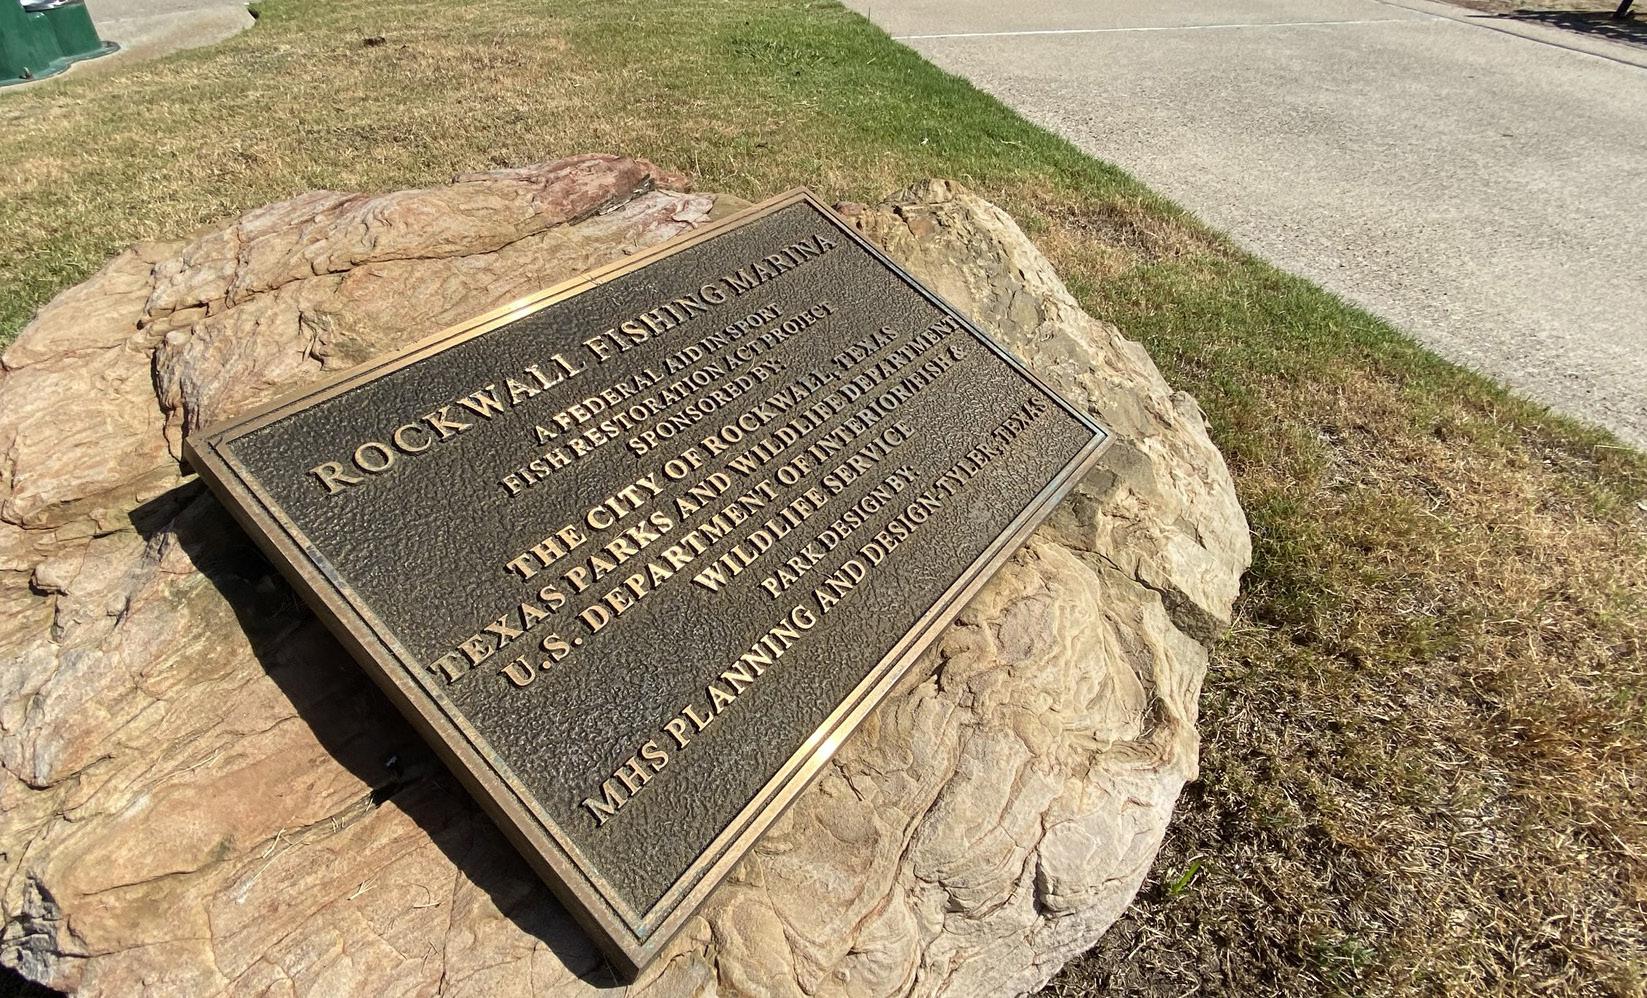 ROCKWALL FISHING MARINA
A FEDERAL AID IN SPORT
FISH RESTORATION ACT PROJECT
SPONSORED BY:
THE CITY OF ROCKWALL, TEXAS
TEXAS PARKS AND WILDLIFE DEPARTMENT
U.S. DEPARTMENT OF INTERIOR/FISH &
WILDLIFE SERVICE
PARK DESIGN BY:
MHS PLANNING AND DESIGN-TYLER, TEXAS